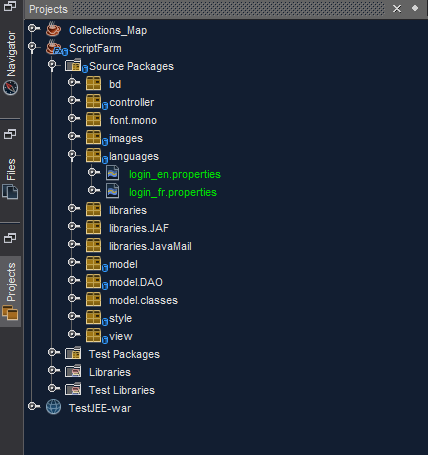 Projects
Navigator
Files
Projects
Collections_Map
ScriptFarm
Source Packages
bd
controller
font.mono
images
languages
login_en.properties
login_fr.properties
libraries
libraries.JAF
libraries.JavaMail
model
model.DAO
model.classes
style
view
Test Packages
Libraries
Test Libraries
TestJEE-war